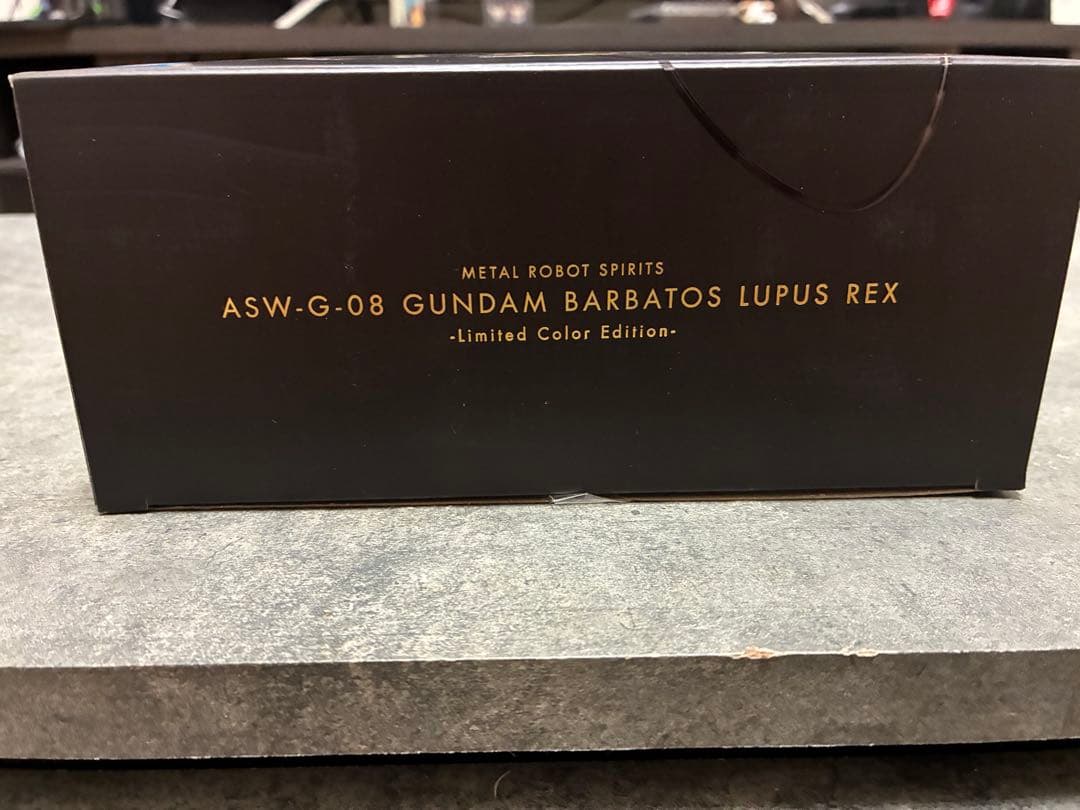 METAL ROBOT SPIRITS
ASW-G-08 GUNDAM BARBATOS LUPUS REX
-Limited Color Edition-